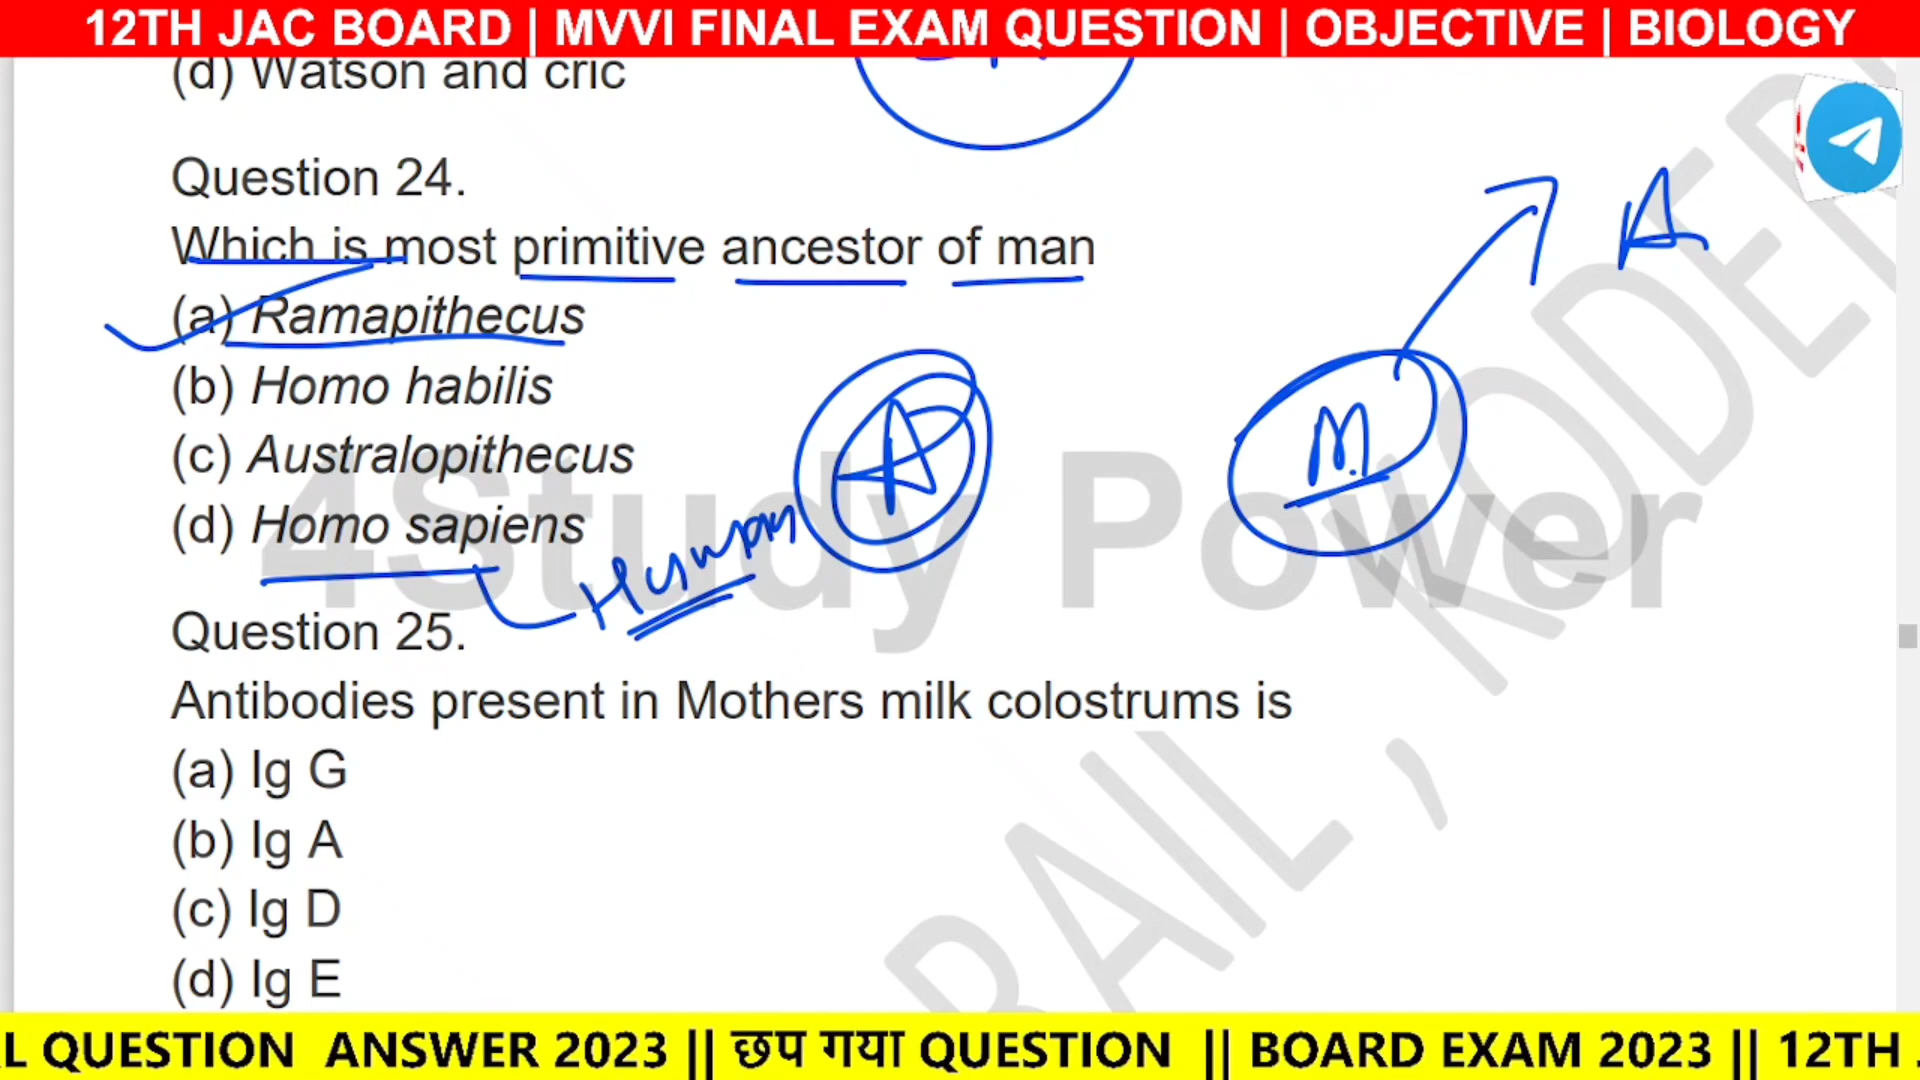 12TH JAC BOARD | MVVI FINAL EXAM QUESTION | OBJECTIVE | BIOLOGY
(d) Watson and cric
Question 24.
Which is most primitive ancestor of man
A
(a) Ramapithecus
(b) Homo habilis
A
M.
(c) Australopithecus
(d) Homo sapiens
Human
4Study Power
Question 25.
Antibodies present in Mothers milk colostrums is
(a) Ig G
(b) Ig A
(c) Ig D
(d) Ig E
L QUESTION ANSWER 2023 || छप गया QUESTION || BOARD EXAM 2023 || 12TH